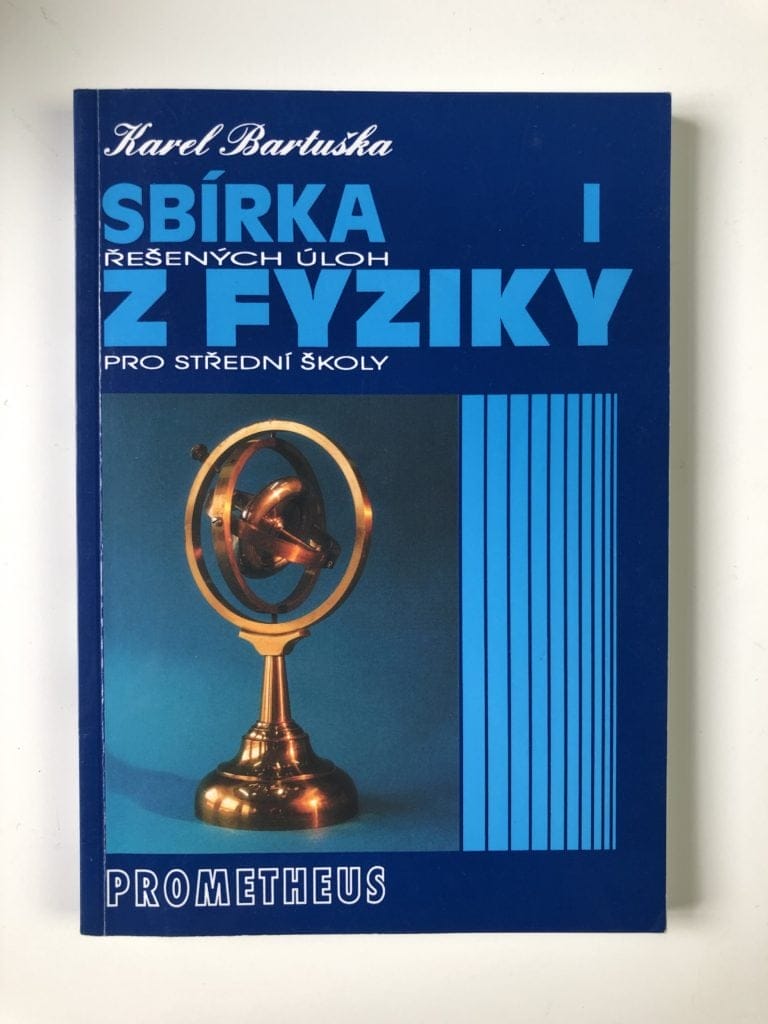 Karel Bartuška
SBÍRKA I
ŘEŠENÝCH ÚLOH
Z FYZIKY
PRO STŘEDNÍ ŠKOLY
PROMETHEUS